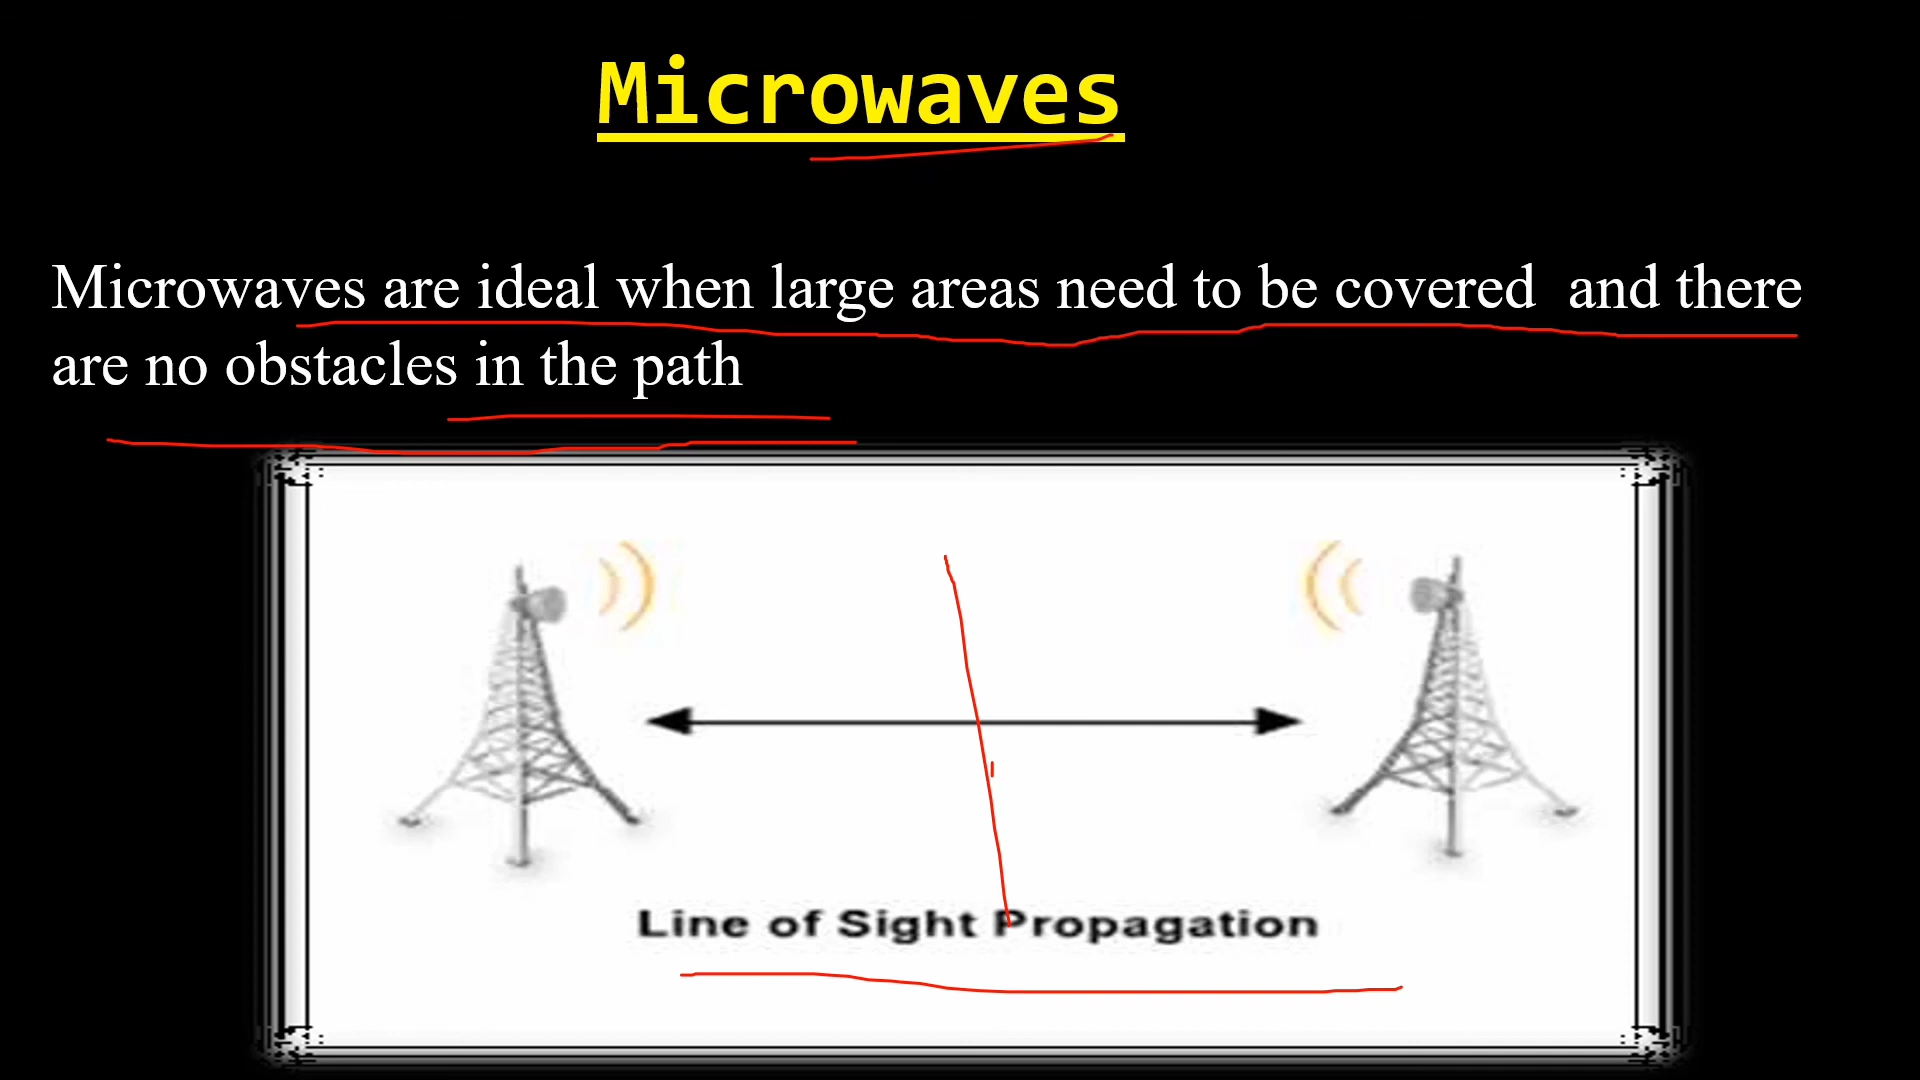 Microwaves
Microwaves are ideal when large areas need to be covered  and there
are no obstacles in the path
Line of Sight Propagation